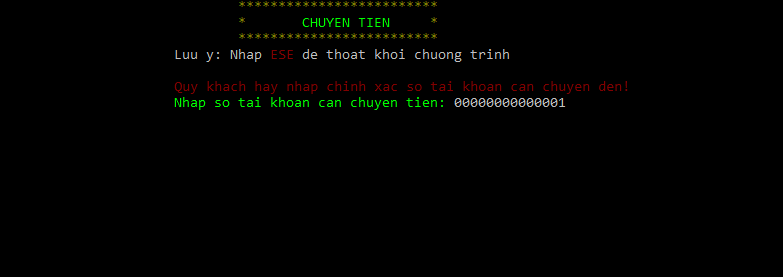 *************************
* CHUYEN TIEN *
*************************
Luu y: Nhap ESE de thoat khoi chuong trinh
Quy khach hay nhap chinh xac so tai khoan can chuyen den!
Nhap so tai khoan can chuyen tien: 00000000000001